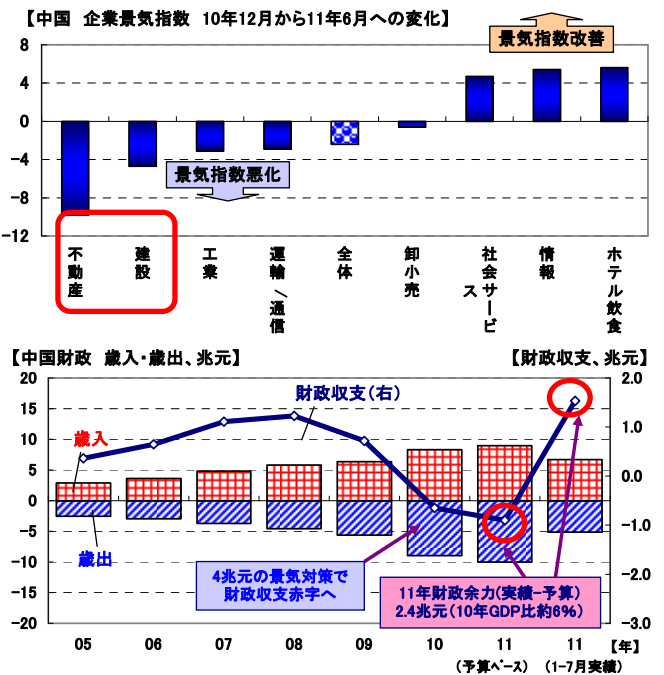 【中国 企業景気指数 10年12月から11年6月への変化】
景気指数改善
8
4
0
-4
-8
-12
景気指数悪化
不動産
建設
工業
運輸/通信
全体
卸小売
社会サービス
情報
ホテル飲食
【中国財政 歳入・歳出、兆元】
【財政収支、兆元】
20
15
10
5
0
-5
-10
-15
-20
2.0
1.0
0.0
-1.0
-2.0
-3.0
財政収支(右)
歳入
歳出
4兆元の景気対策で
財政収支赤字へ
11年財政余力(実績-予算)
2.4兆元(10年GDP比約6%)
05 06 07 08 09 10 11 11 【年】
(予算ベース) (1-7月実績)